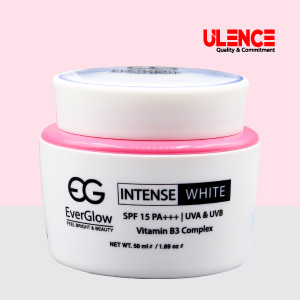 ULENCE
Quality & Commitment
EG
EverGlow
FEEL BRIGHT & BEAUTY
INTENSE WHITE
SPF 15 PA+++ | UVA & UVB
Vitamin B3 Complex
NET WT. 50 ml e / 1.69 oz e